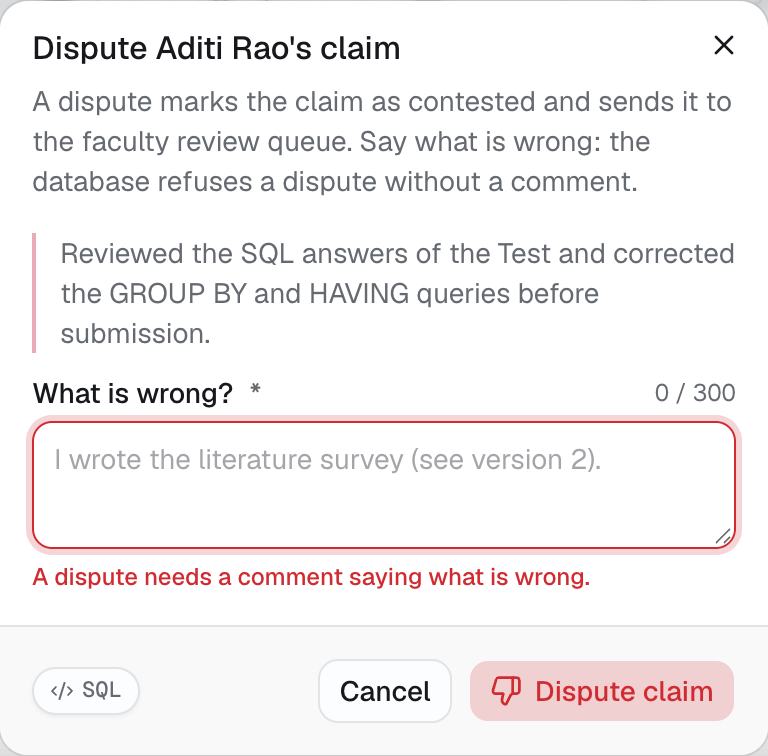 Dispute Aditi Rao's claim
A dispute marks the claim as contested and sends it to
the faculty review queue. Say what is wrong: the
database refuses a dispute without a comment.
Reviewed the SQL answers of the Test and corrected
the GROUP BY and HAVING queries before
submission.
What is wrong? * 0 / 300
I wrote the literature survey (see version 2).
A dispute needs a comment saying what is wrong.
</> SQL Cancel Dispute claim